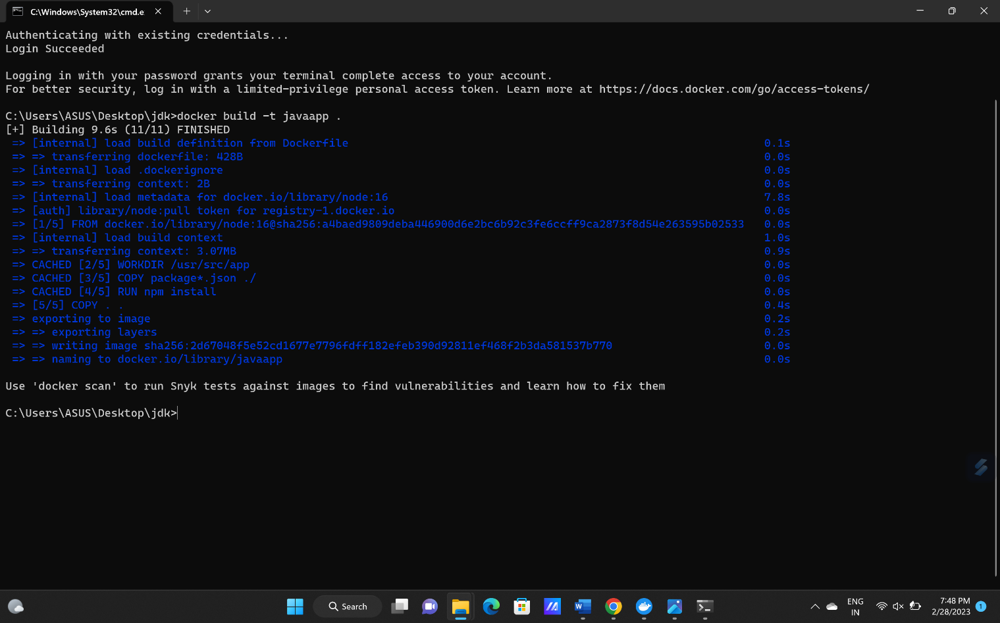 C:\Windows\System32\cmd.e
Authenticating with existing credentials...
Login Succeeded
Logging in with your password grants your terminal complete access to your account.
For better security, log in with a limited-privilege personal access token. Learn more at https://docs.docker.com/go/access-tokens/
C:\Users\ASUS\Desktop\jdk>docker build -t javaapp .
[+] Building 9.6s (11/11) FINISHED
=> [internal] load build definition from Dockerfile 0.1s
=> => transferring dockerfile: 428B 0.0s
=> [internal] load .dockerignore 0.0s
=> => transferring context: 2B 0.0s
=> [internal] load metadata for docker.io/library/node:16 7.8s
=> [auth] library/node:pull token for registry-1.docker.io 0.0s
=> [1/5] FROM docker.io/library/node:16@sha256:a4baed9809deba446900d6e2bc6b92c3fe6ccff9ca2873f8d54e263595b02533 0.0s
=> [internal] load build context 1.0s
=> => transferring context: 3.07MB 0.9s
=> CACHED [2/5] WORKDIR /usr/src/app 0.0s
=> CACHED [3/5] COPY package*.json ./ 0.0s
=> CACHED [4/5] RUN npm install 0.0s
=> [5/5] COPY . . 0.4s
=> exporting to image 0.2s
=> => exporting layers 0.2s
=> => writing image sha256:2d67048f5e52cd1677e7796fdff182efeb390d92811ef468f2b3da581537b770 0.0s
=> => naming to docker.io/library/javaapp 0.0s
Use 'docker scan' to run Snyk tests against images to find vulnerabilities and learn how to fix them
C:\Users\ASUS\Desktop\jdk>
Search
ENG
IN
7:48 PM
2/28/2023
1